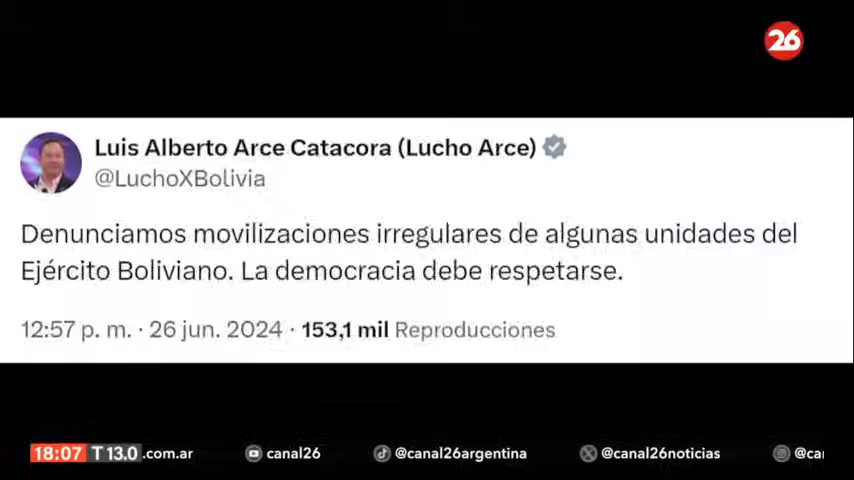 26
Luis Alberto Arce Catacora (Lucho Arce)
@LuchoXBolivia
Denunciamos movilizaciones irregulares de algunas unidades del
Ejército Boliviano. La democracia debe respetarse.
12:57 p. m. · 26 jun. 2024 · 153,1 mil Reproducciones
18:07 T 13.0 .com.ar canal26 @canal26argentina @canal26noticias @ca